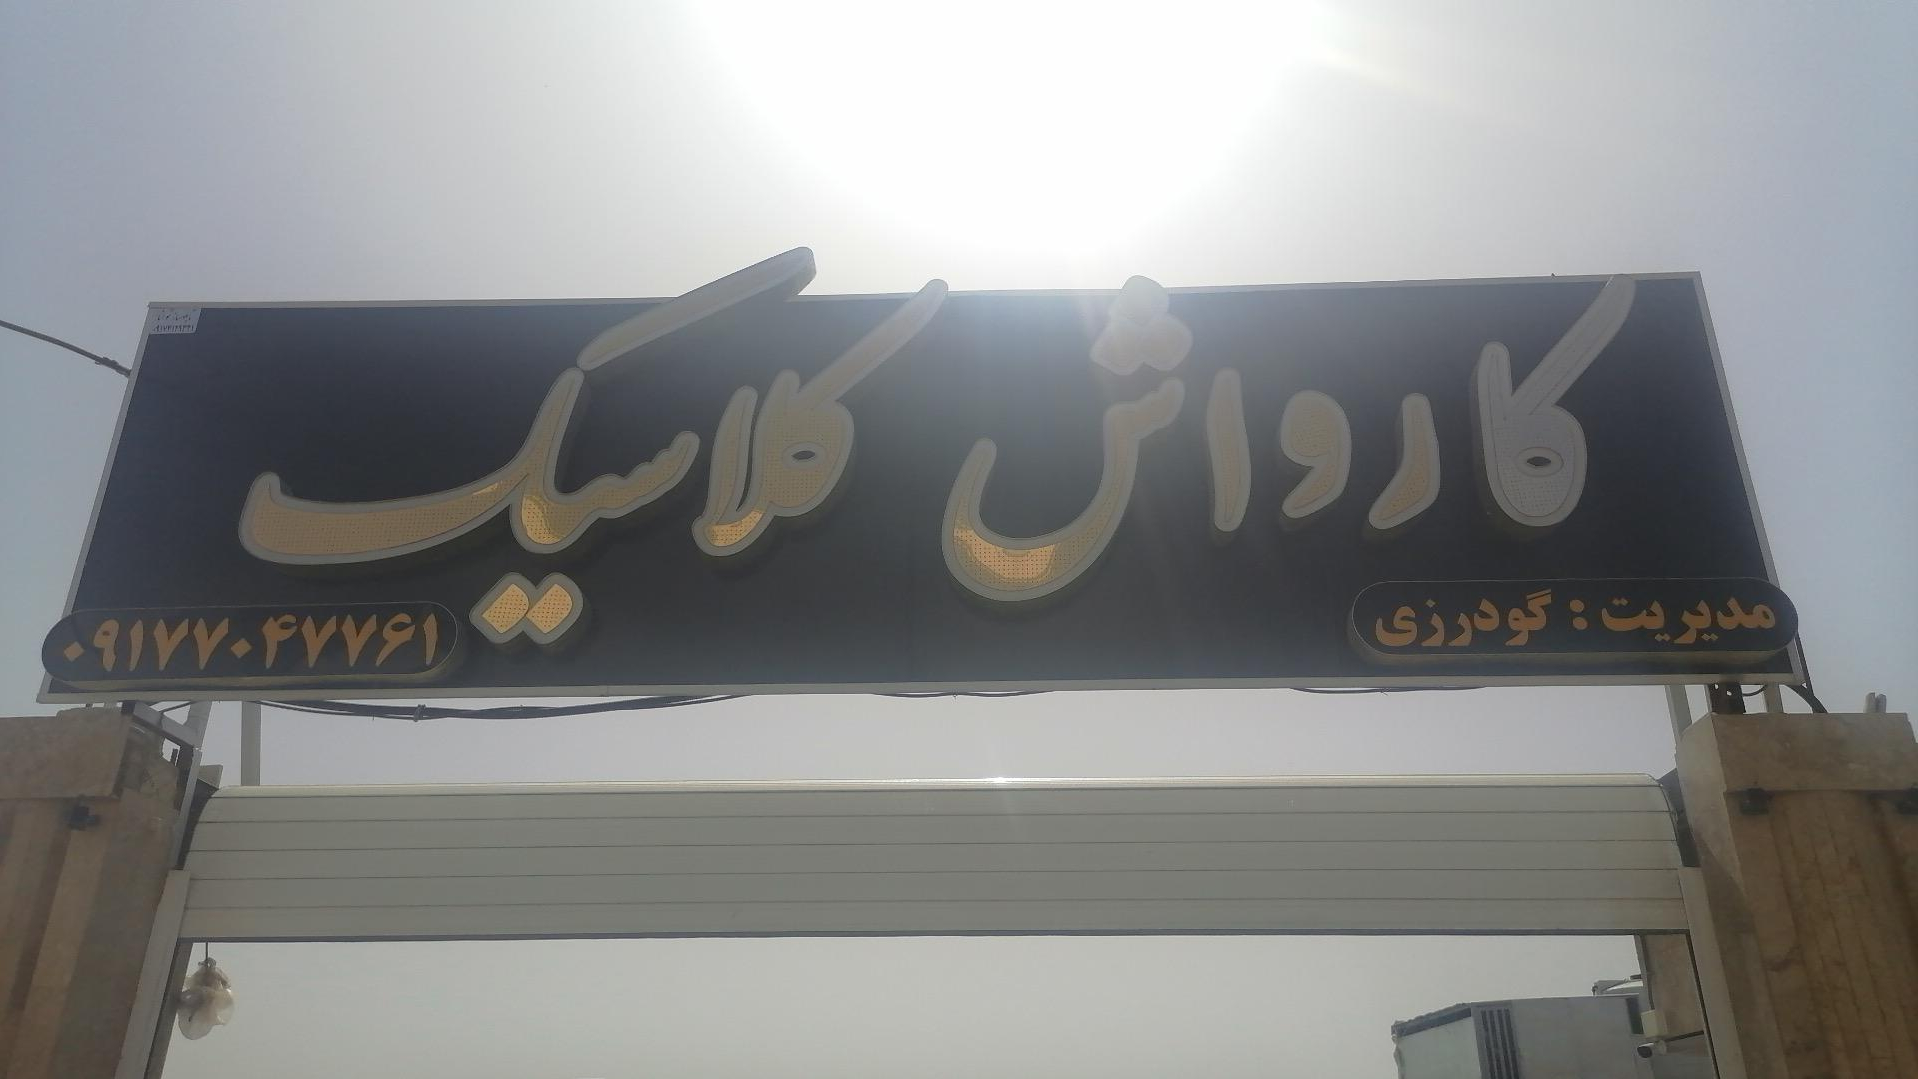 کارواش کلاسیک
مدیریت : گودرزی
۰۹۱۷۷۰۴۷۷۶۱